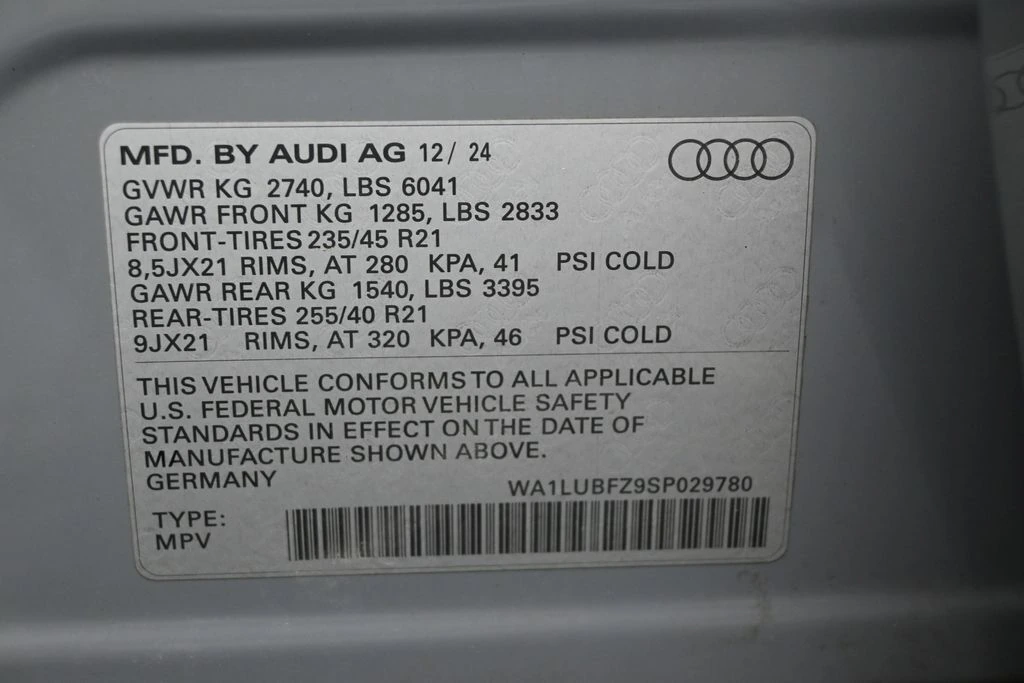 MFD. BY AUDI AG 12/ 24
GVWR KG 2740, LBS 6041
GAWR FRONT KG 1285, LBS 2833
FRONT-TIRES 235/45 R21
8,5JX21 RIMS, AT 280 KPA, 41 PSI COLD
GAWR REAR KG 1540, LBS 3395
REAR-TIRES 255/40 R21
9JX21 RIMS, AT 320 KPA, 46 PSI COLD
THIS VEHICLE CONFORMS TO ALL APPLICABLE
U.S. FEDERAL MOTOR VEHICLE SAFETY
STANDARDS IN EFFECT ON THE DATE OF
MANUFACTURE SHOWN ABOVE.
GERMANY
WA1LUBFZ9SP029780
TYPE:
MPV